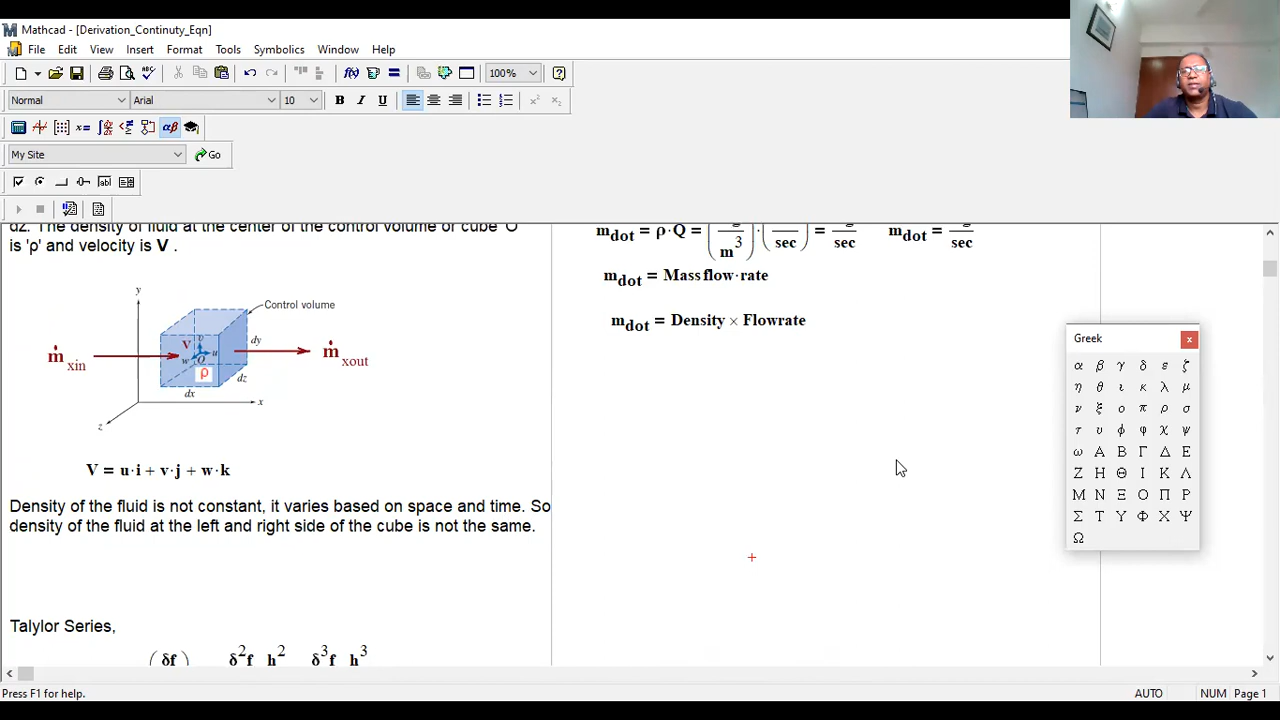 Mathcad - [Derivation_Continuty_Eqn]
File Edit View Insert Format Tools Symbolics Window Help
100%
Normal Arial 10 B I U
My Site Go
dz. The density of fluid at the center of the control volume or cube 'O'
is 'ρ' and velocity is V .
y
Control volume
ṁ xin
V v u w O ρ
dy
dz
dx
x
z
ṁ xout
V = u·i + v·j + w·k
Density of the fluid is not constant, it varies based on space and time. So
density of the fluid at the left and right side of the cube is not the same.
Talylor Series,
δf δ²f h² δ³f h³
m dot = ρ·Q = ( m³ ) · ( sec ) = sec m dot = sec
m dot = Mass flow·rate
m dot = Density × Flowrate
Greek
α β γ δ ε ζ
η θ ι κ λ μ
ν ξ ο π ρ σ
τ υ ϕ φ χ ψ
ω Α Β Γ Δ Ε
Ζ Η Θ Ι Κ Λ
Μ Ν Ξ Ο Π Ρ
Σ Τ Υ Φ Χ Ψ
Ω
Press F1 for help.
AUTO NUM Page 1